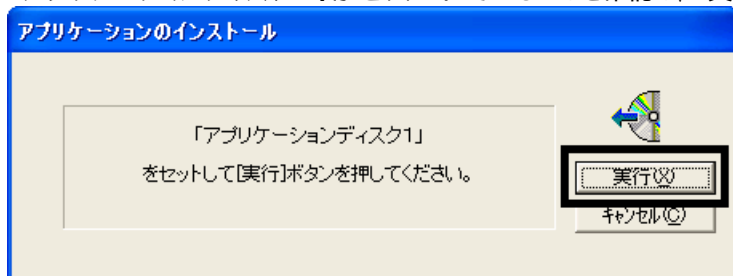 アプリケーションのインストール
「アプリケーションディスク1」
をセットして[実行]ボタンを押してください。
実行(X)
キャンセル(C)